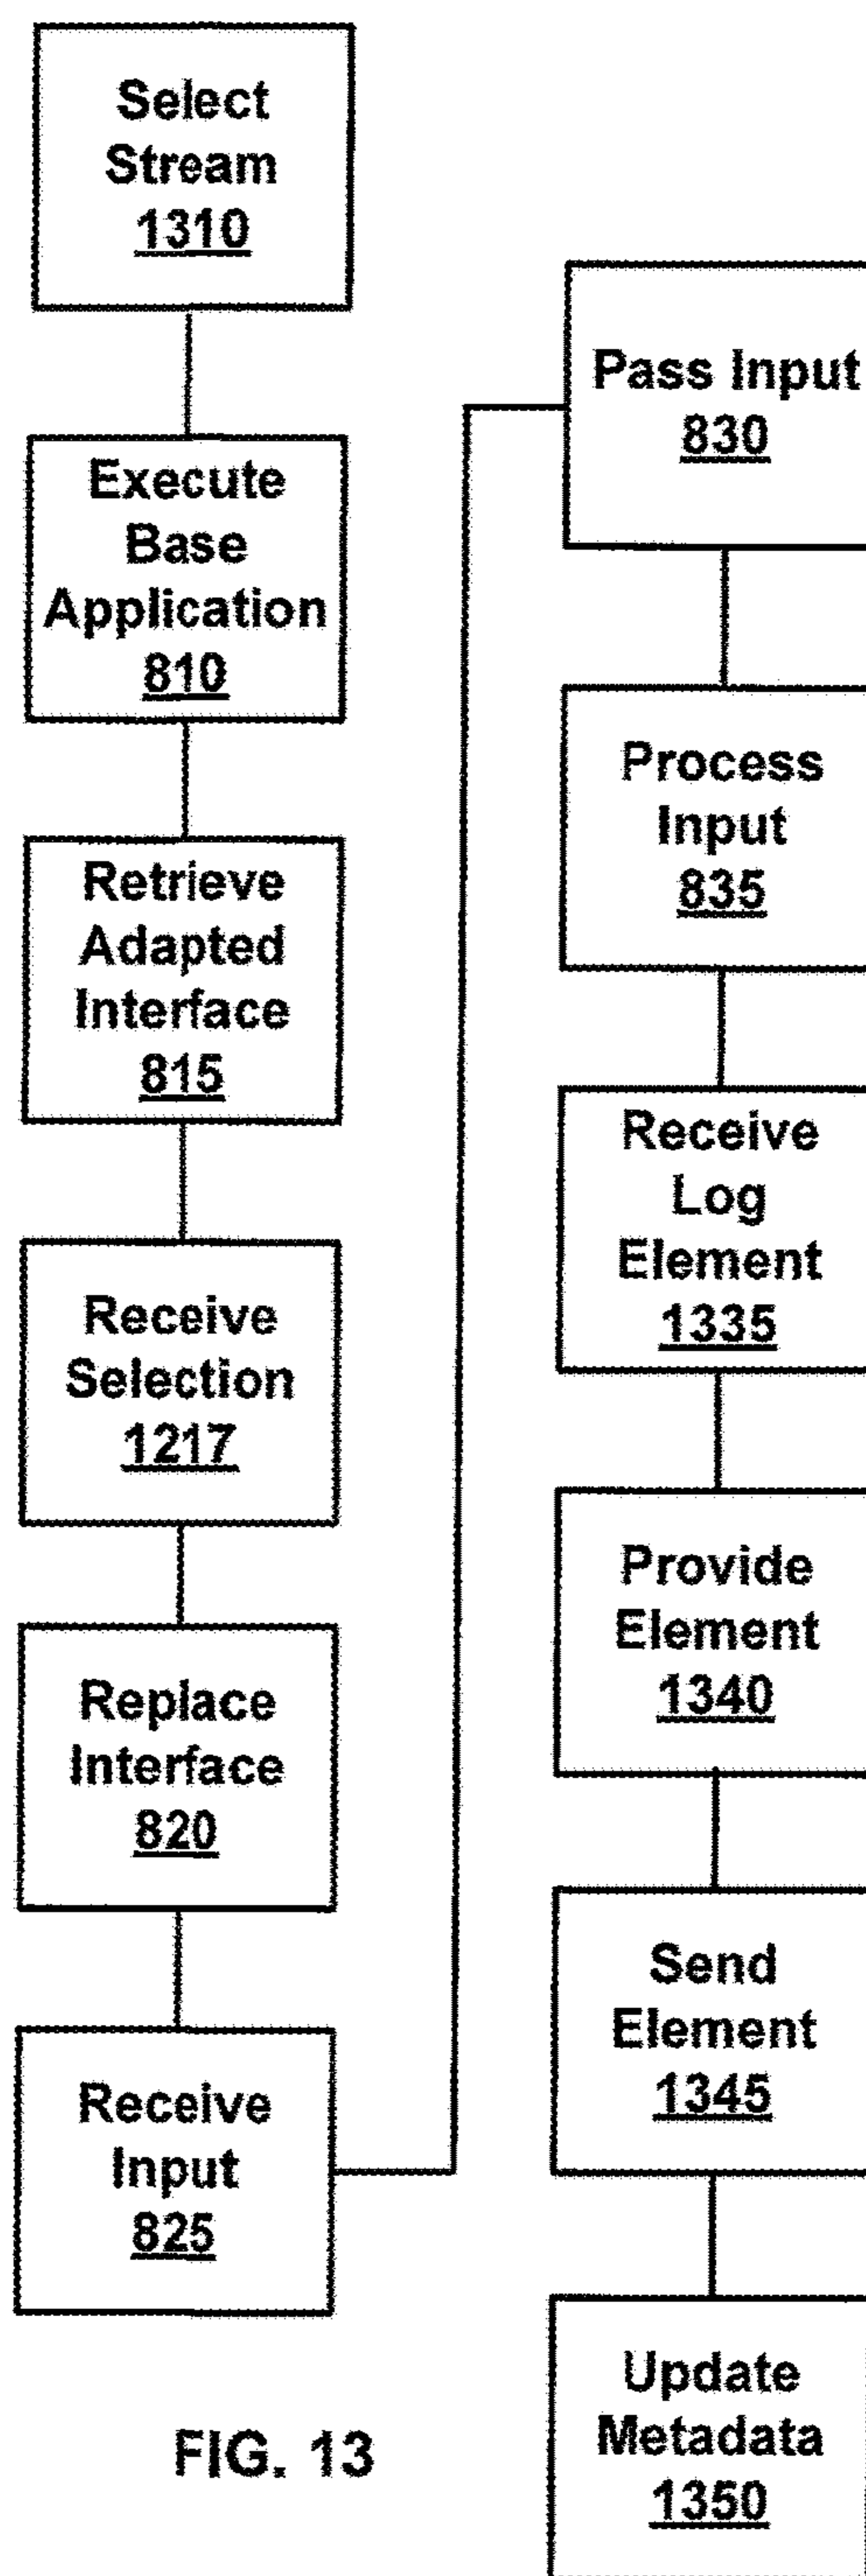 Select
Stream
1310
Execute
Base
Application
810
Retrieve
Adapted
Interface
815
Receive
Selection
1217
Replace
Interface
820
Receive
Input
825
Pass Input
830
Process
Input
835
Receive
Log
Element
1335
Provide
Element
1340
Send
Element
1345
Update
Metadata
1350
FIG. 13